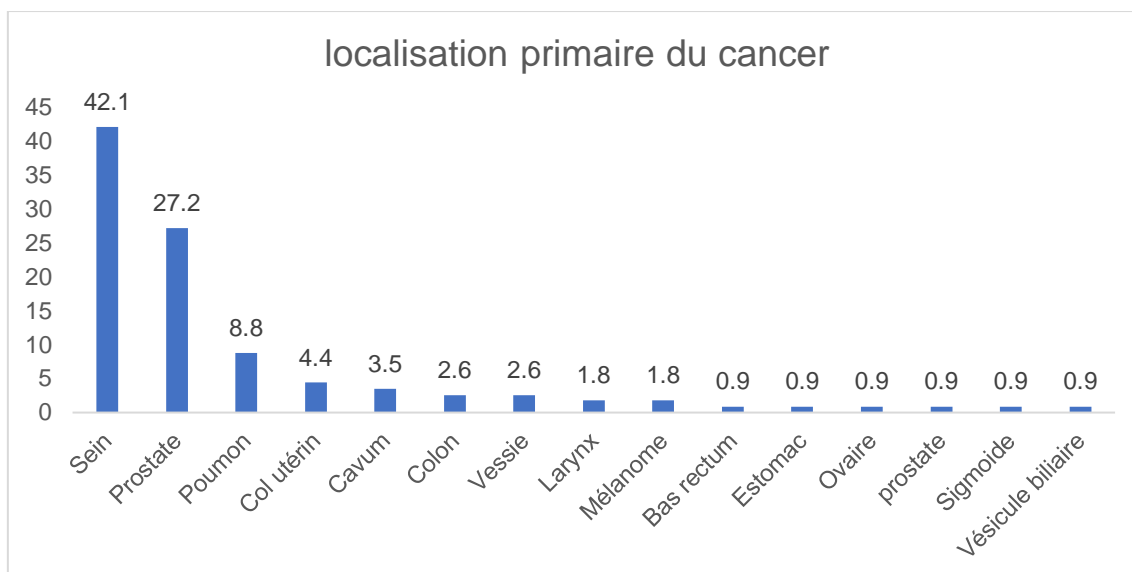 localisation primaire du cancer
45
40
35
30
25
20
15
10
5
0
42.1
27.2
8.8
4.4
3.5
2.6
2.6
1.8
1.8
0.9
0.9
0.9
0.9
0.9
0.9
Sein
Prostate
Poumon
Col utérin
Cavum
Colon
Vessie
Larynx
Mélanome
Bas rectum
Estomac
Ovaire
prostate
Sigmoide
Vésicule biliaire